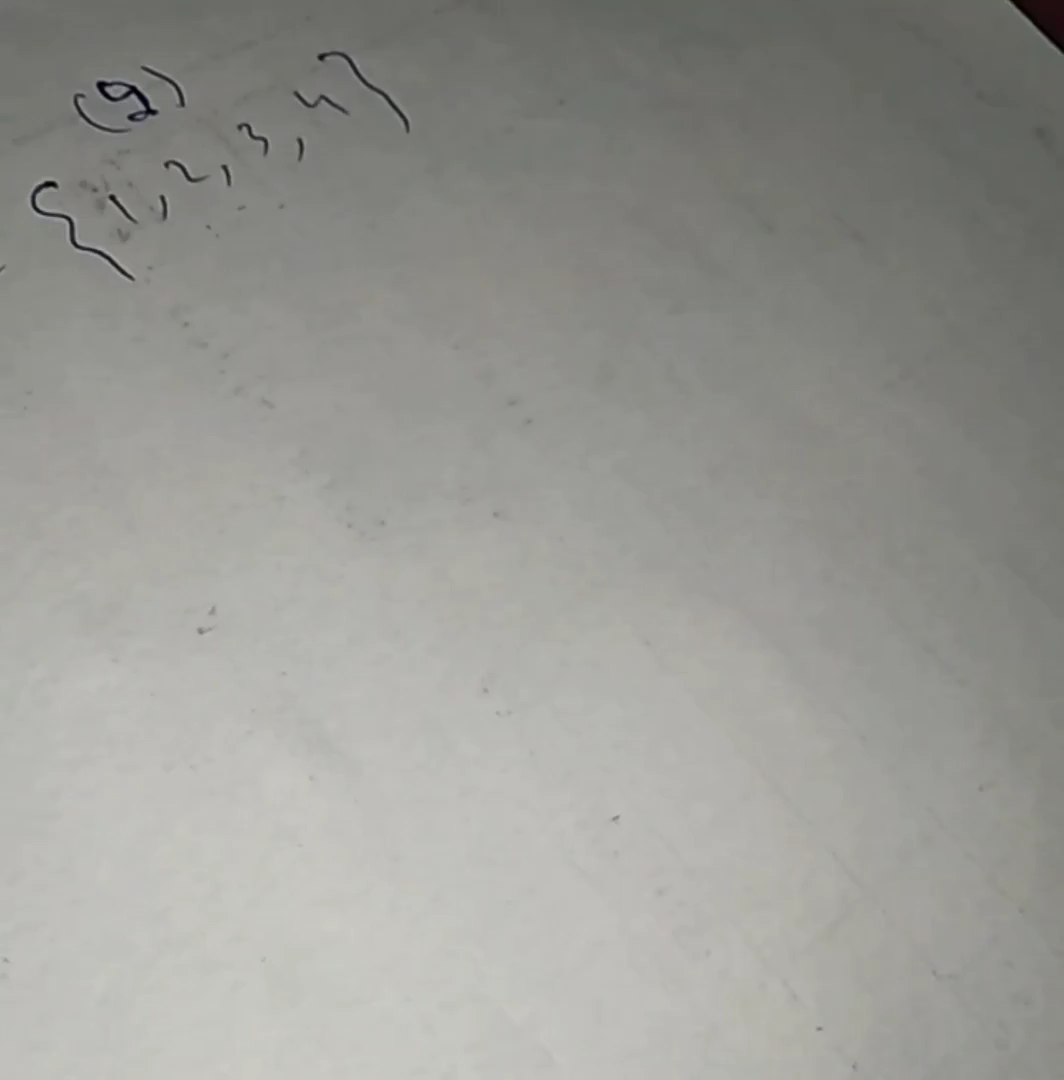 (9)
{1, 2, 3, 4}